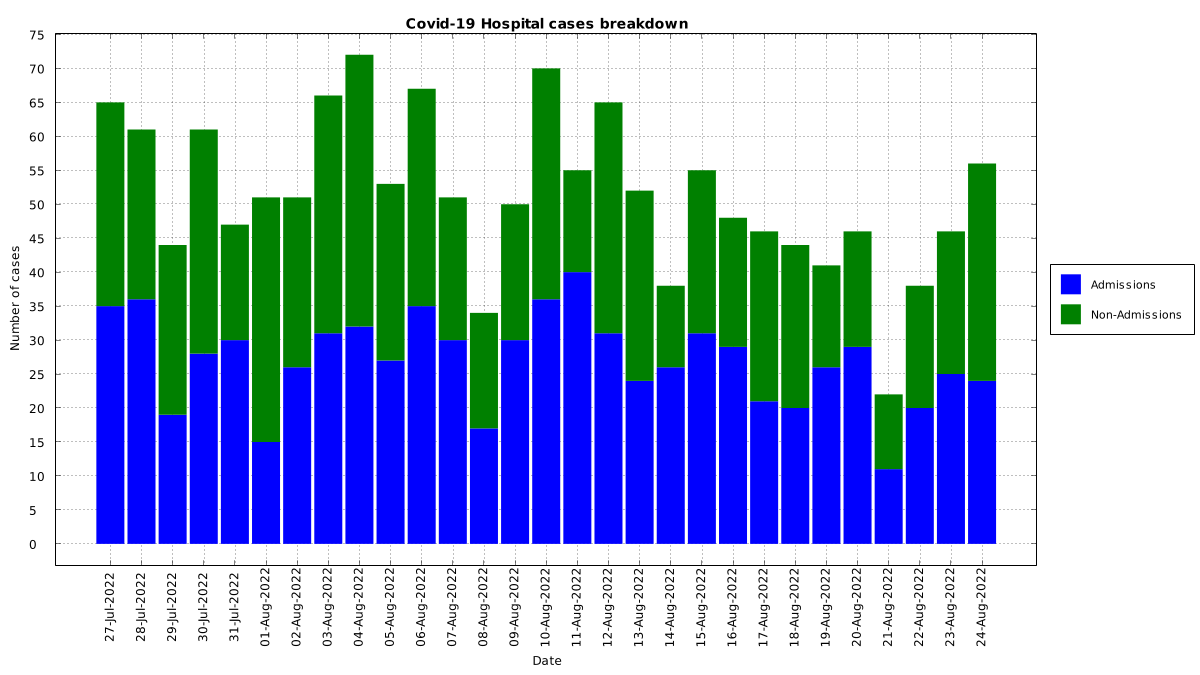 Covid-19 Hospital cases breakdown
75
70
65
60
55
50
45
40
35
30
25
20
15
10
5
0
Number of cases
27-Jul-2022
28-Jul-2022
29-Jul-2022
30-Jul-2022
31-Jul-2022
01-Aug-2022
02-Aug-2022
03-Aug-2022
04-Aug-2022
05-Aug-2022
06-Aug-2022
07-Aug-2022
08-Aug-2022
09-Aug-2022
10-Aug-2022
11-Aug-2022
12-Aug-2022
13-Aug-2022
14-Aug-2022
15-Aug-2022
16-Aug-2022
17-Aug-2022
18-Aug-2022
19-Aug-2022
20-Aug-2022
21-Aug-2022
22-Aug-2022
23-Aug-2022
24-Aug-2022
Date
Admissions
Non-Admissions